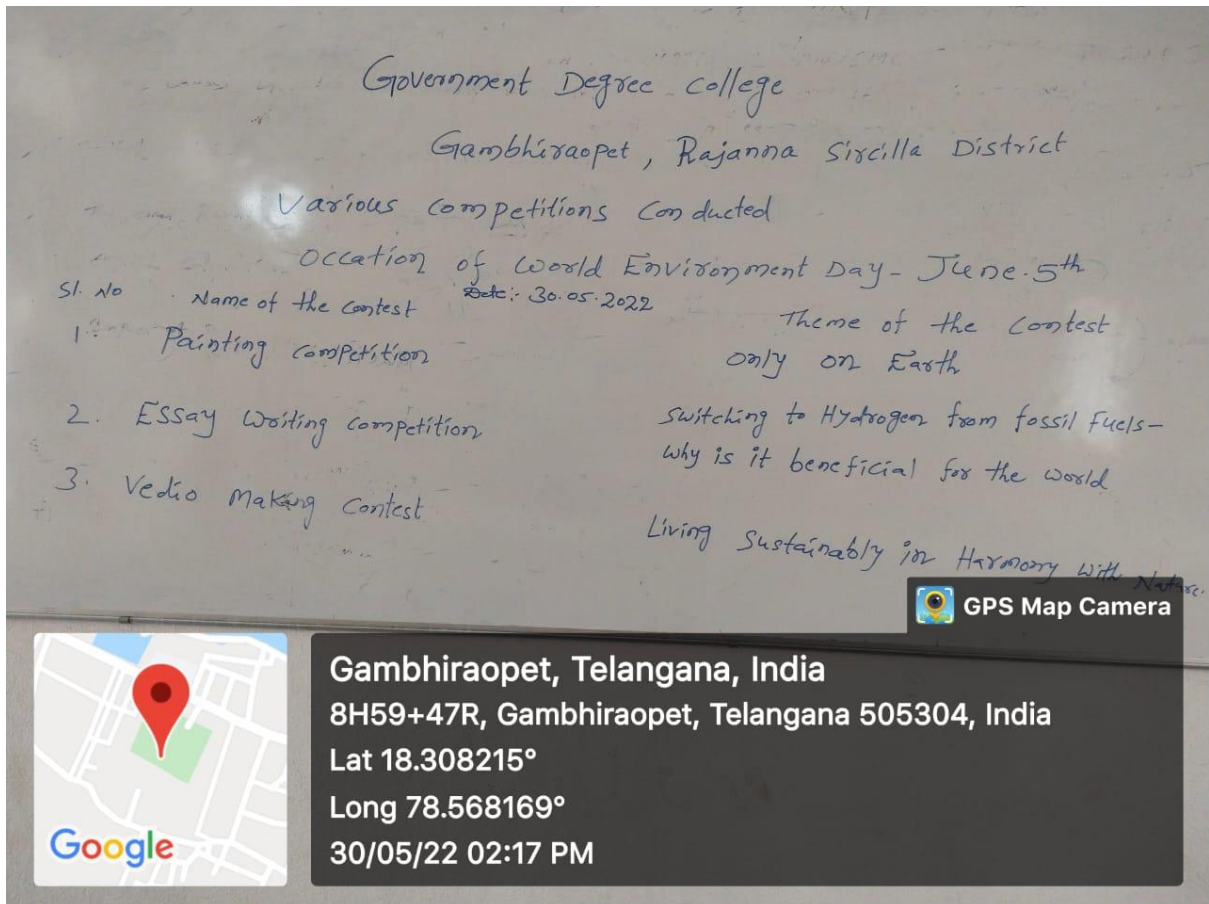 Government Degree College
Gambhiraopet, Rajanna Sircilla District
Various Competitions Conducted
Occation of World Environment Day - June.5th
Sl. No Name of the Contest Date:- 30.05.2022 Theme of the Contest
1. Painting Competition only on Earth
2. Essay Writing Competition Switching to Hydrogen from fossil Fuels-
why is it beneficial for the world
3. Vedio Making Contest Living Sustainably in Harmony with Nature.
GPS Map Camera
Google
Gambhiraopet, Telangana, India
8H59+47R, Gambhiraopet, Telangana 505304, India
Lat 18.308215°
Long 78.568169°
30/05/22 02:17 PM